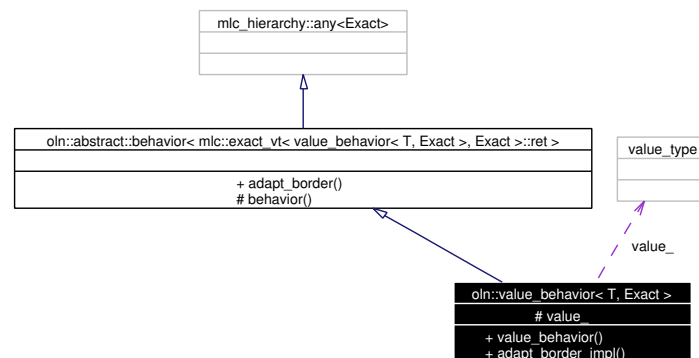 mlc_hierarchy::any<Exact>
oln::abstract::behavior< mlc::exact_vt< value_behavior< T, Exact >, Exact >::ret >
+ adapt_border()
# behavior()
value_type
value_
oln::value_behavior< T, Exact >
# value_
+ value_behavior()
+ adapt_border_impl()